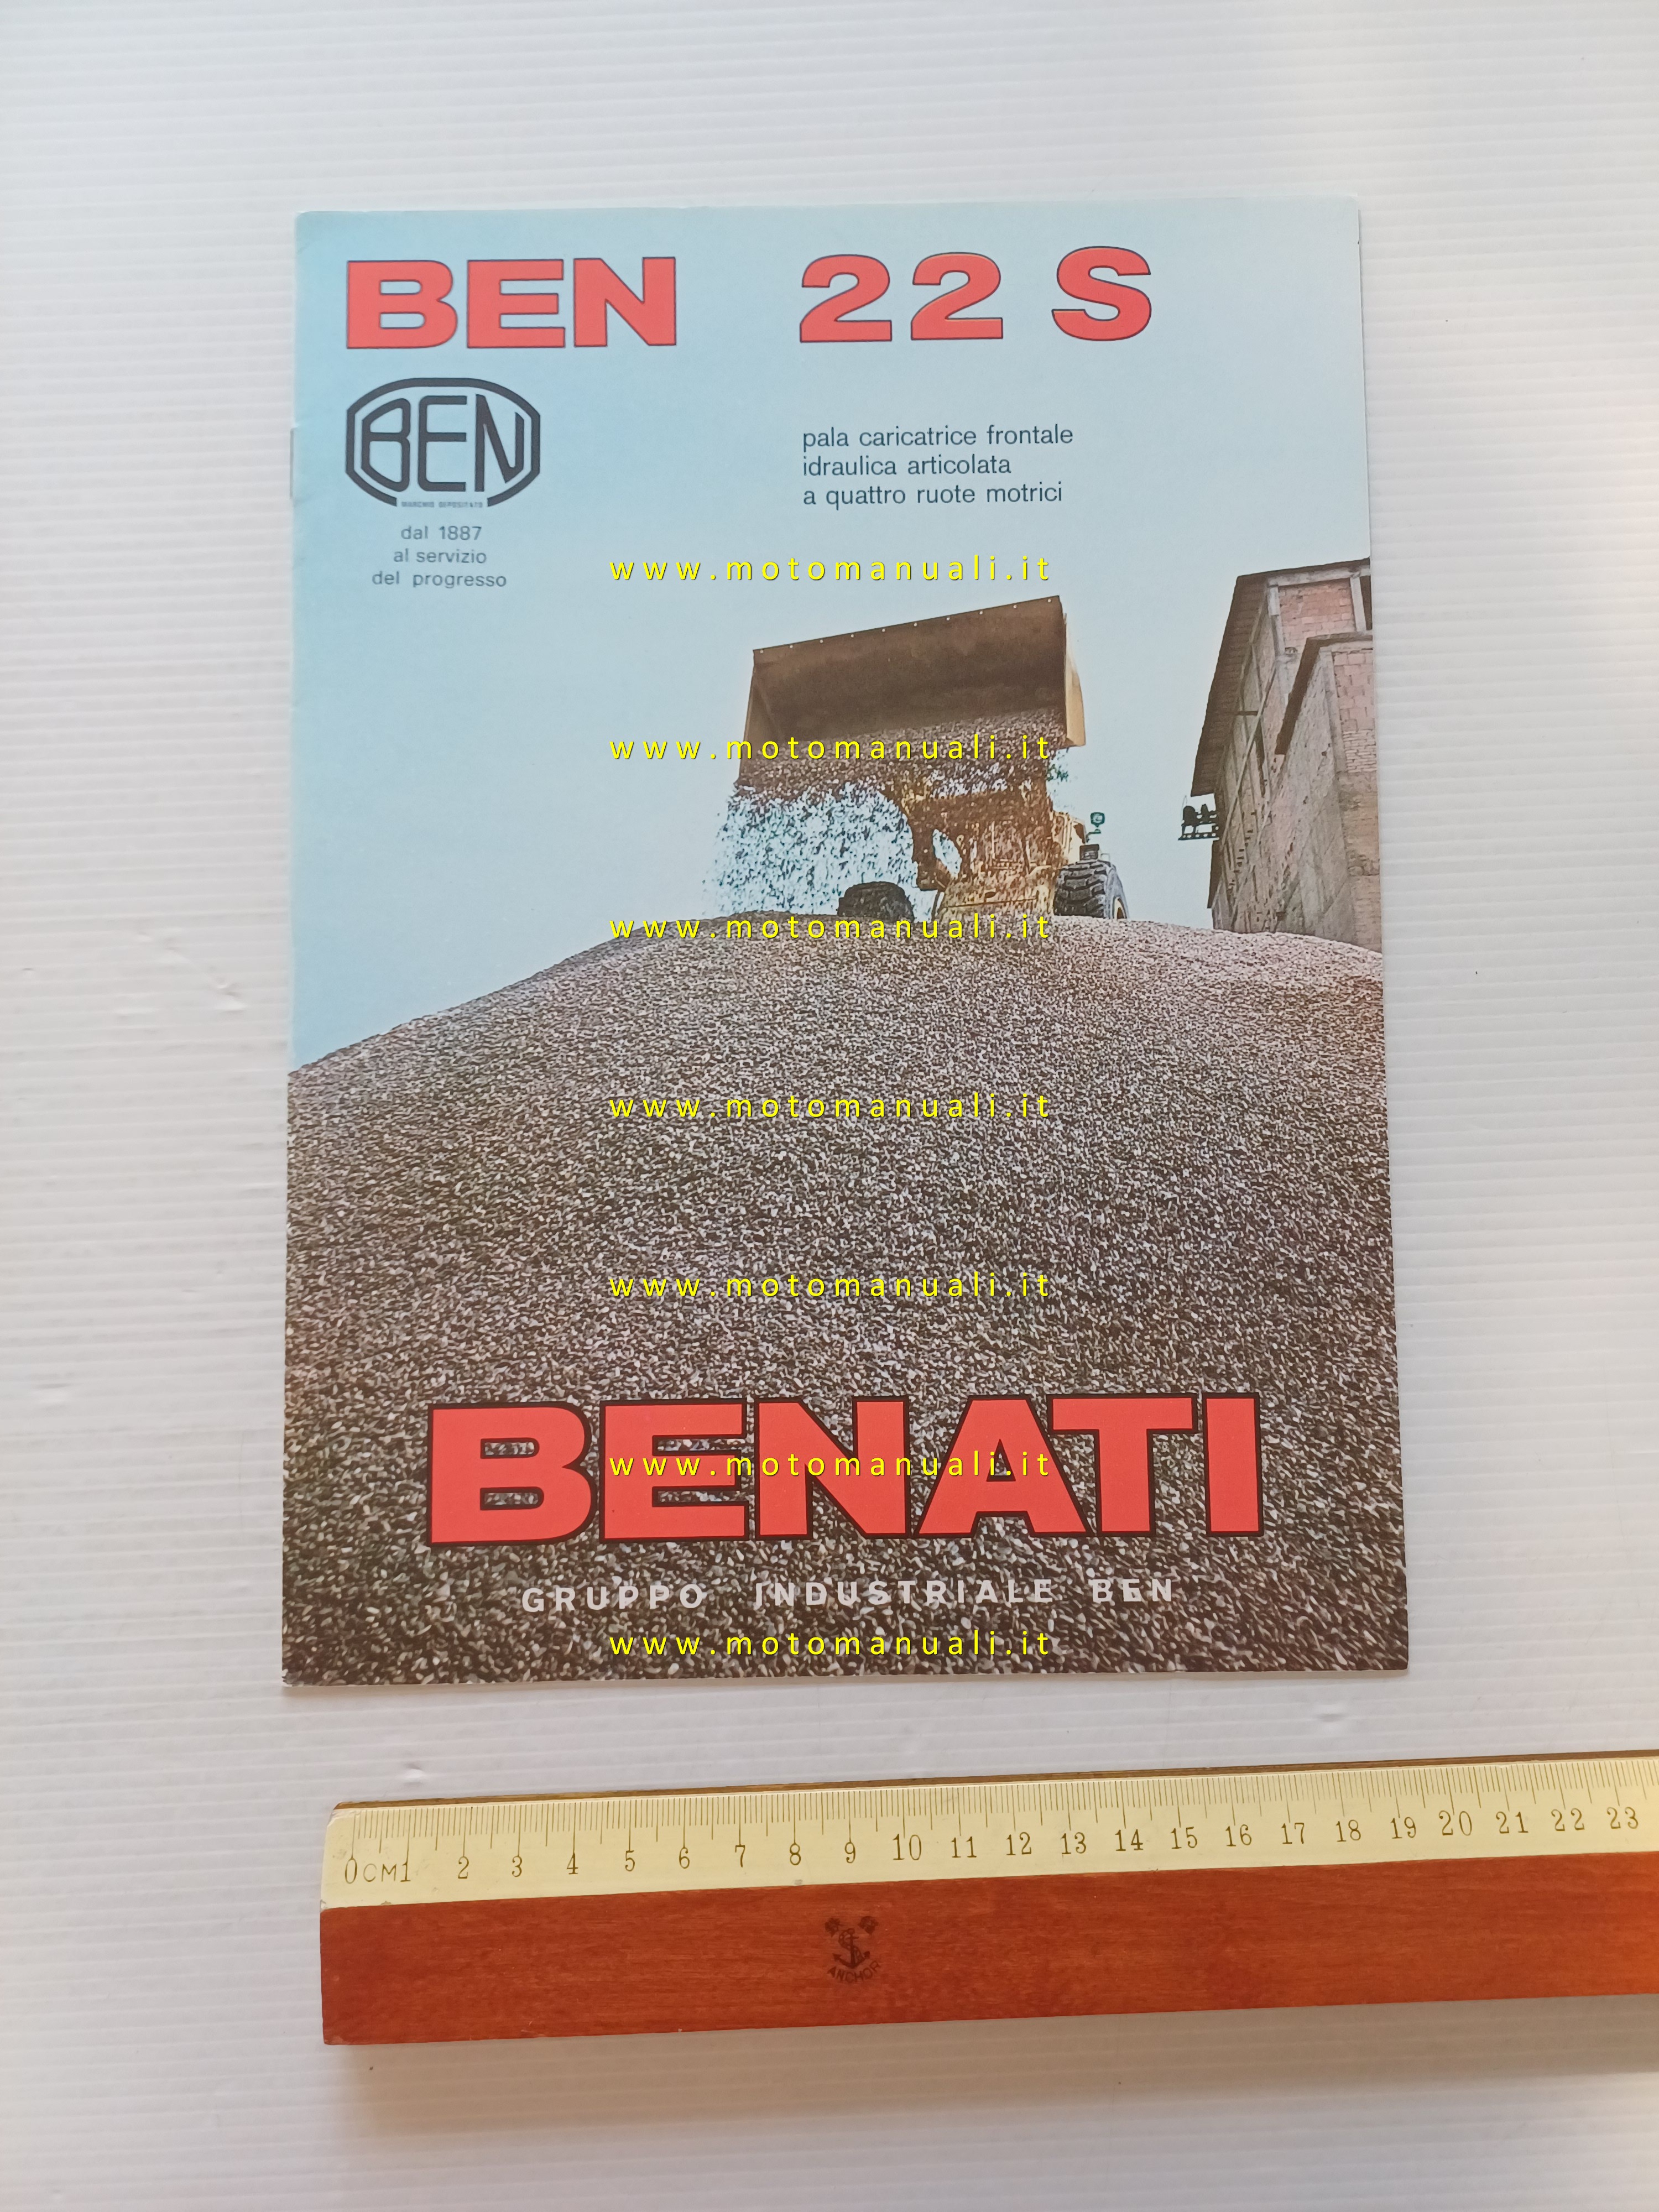 BEN 22 S
BEN
MARCHIO DEPOSITATO
dal 1887
al servizio
del progresso
pala caricatrice frontale
idraulica articolata
a quattro ruote motrici
www.motomanuali.it
www.motomanuali.it
www.motomanuali.it
www.motomanuali.it
www.motomanuali.it
BENATI
www.motomanuali.it
GRUPPO INDUSTRIALE BEN
www.motomanuali.it
0CM1 2 3 4 5 6 7 8 9 10 11 12 13 14 15 16 17 18 19 20 21 22 23
ANCHOR